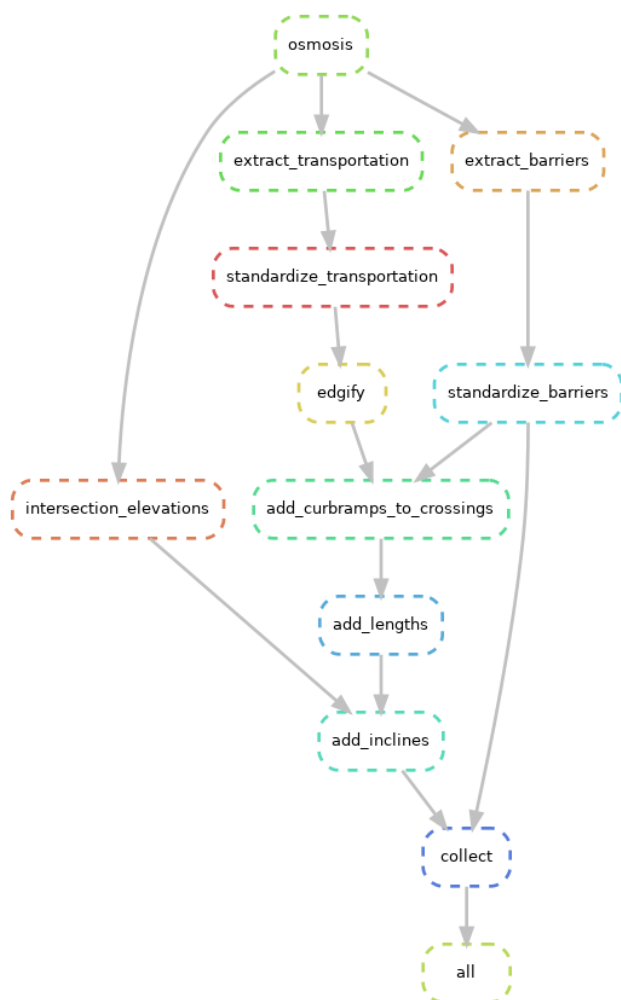 osmosis
extract_transportation
extract_barriers
standardize_transportation
edgify
standardize_barriers
intersection_elevations
add_curbramps_to_crossings
add_lengths
add_inclines
collect
all